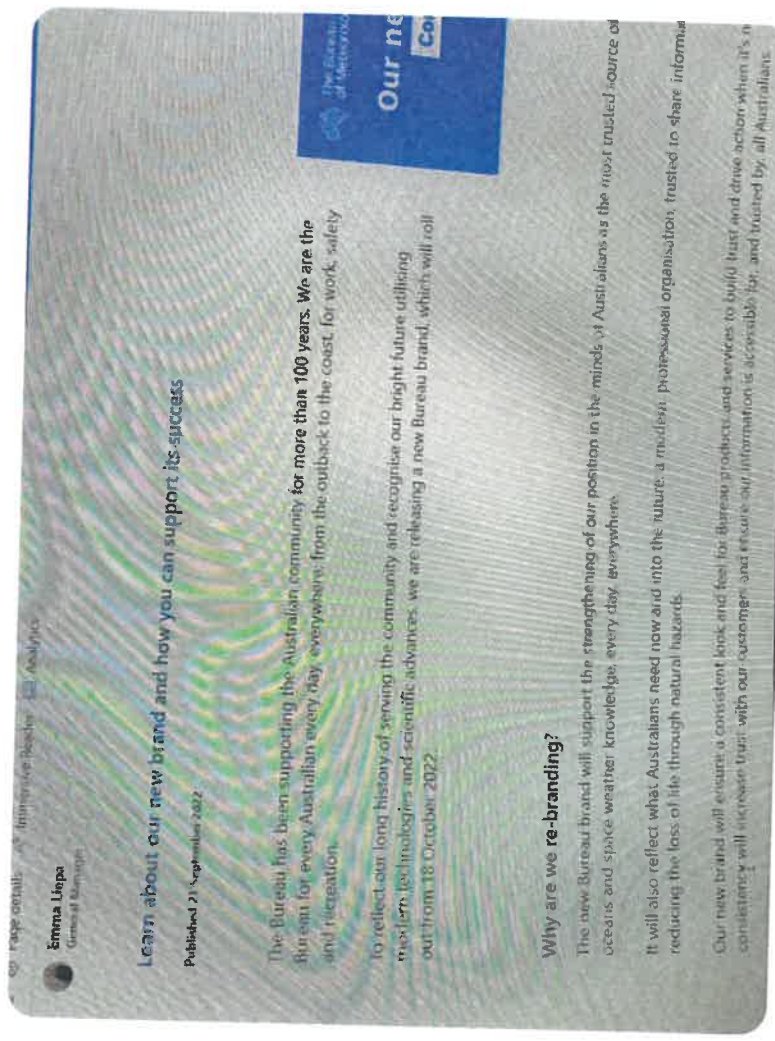 Page details Immersive Reader Analytics
Emma Liepa
General Manager
Learn about our new brand and how you can support its success
Published 21 September 2022
The Bureau has been supporting the Australian community for more than 100 years. We are the
Bureau for every Australian every day, everywhere: from the outback to the coast, for work, safety
and recreation.
To reflect our long history of serving the community and recognise our bright future utilising
modern technologies and scientific advances, we are releasing a new Bureau brand, which will roll
out from 18 October 2022.
The Bureau
of Meteorol
Our ne
Co
Why are we re-branding?
The new Bureau brand will support the strengthening of our position in the minds of Australians as the most trusted source of
oceans and space weather knowledge, every day, everywhere.
It will also reflect what Australians need now and into the future: a modern, professional organisation, trusted to share informat
reducing the loss of life through natural hazards.
Our new brand will ensure a consistent look and feel for Bureau products and services to build trust and drive action when it's n
consistency will increase trust with our customers and ensure our information is accessible for, and trusted by, all Australians.